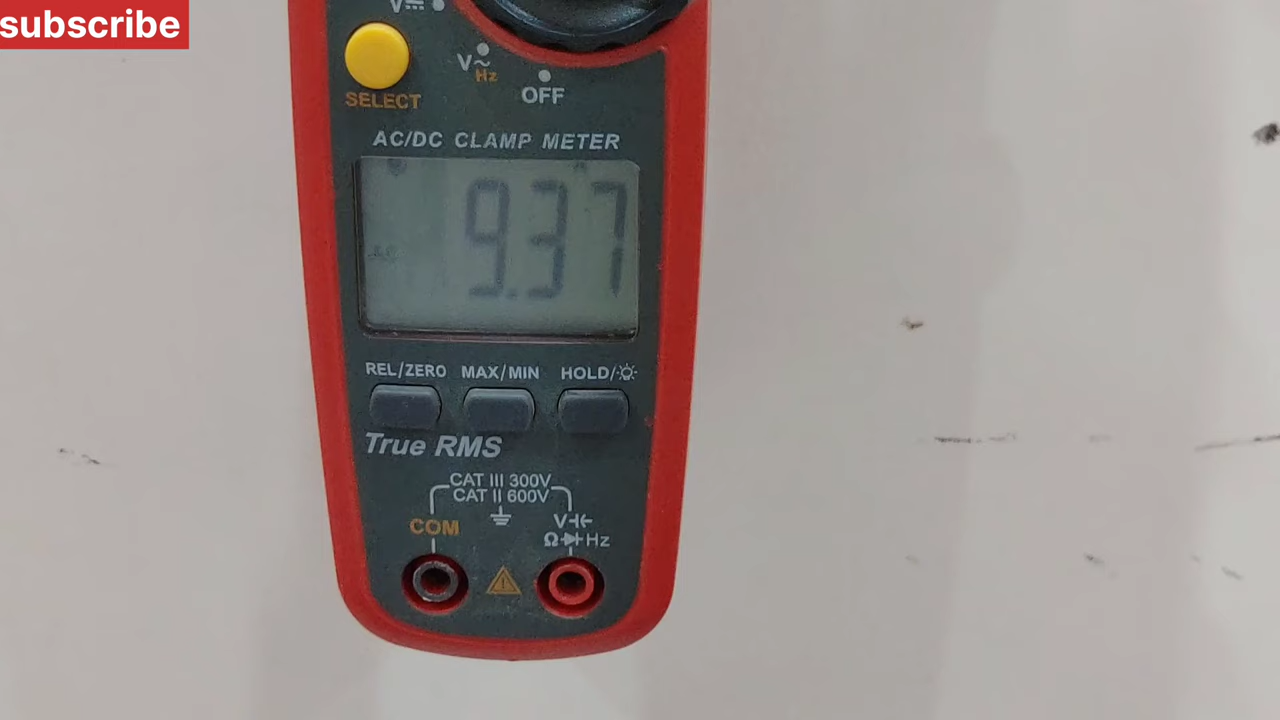 subscribe
V
V~
Hz
OFF
SELECT
AC/DC CLAMP METER
9.37
REL/ZERO MAX/MIN HOLD/
True RMS
CAT III 300V
CAT II 600V
COM
V
Ω Hz